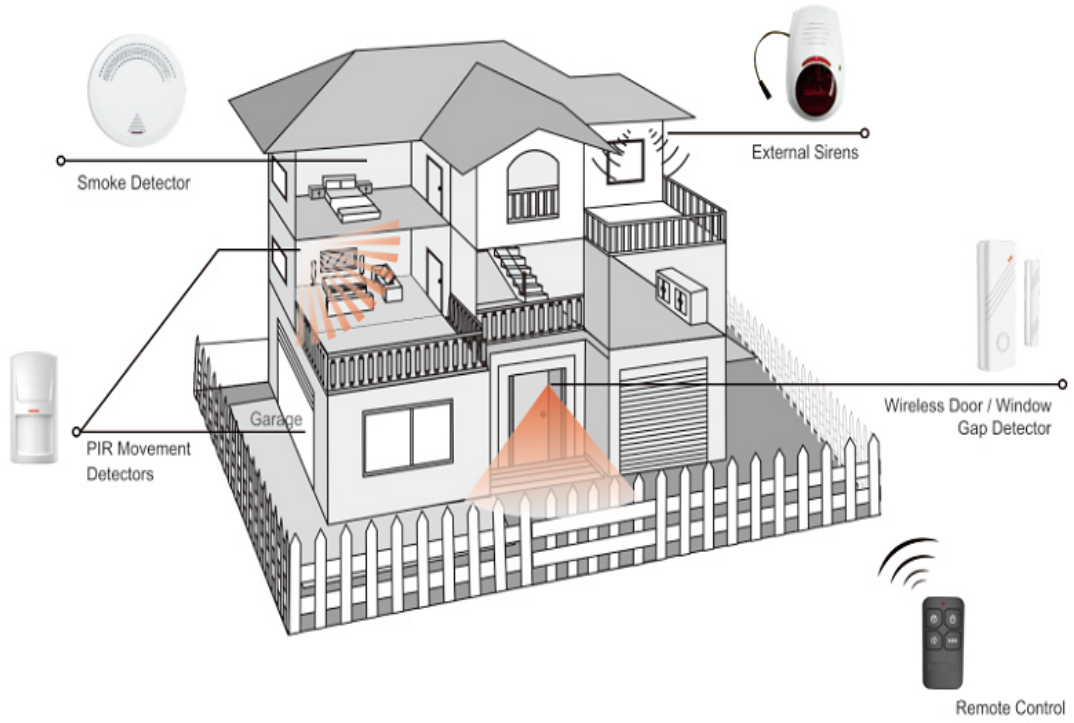 Smoke Detector
External Sirens
Wireless Door / Window
Gap Detector
Garage
PIR Movement
Detectors
Remote Control